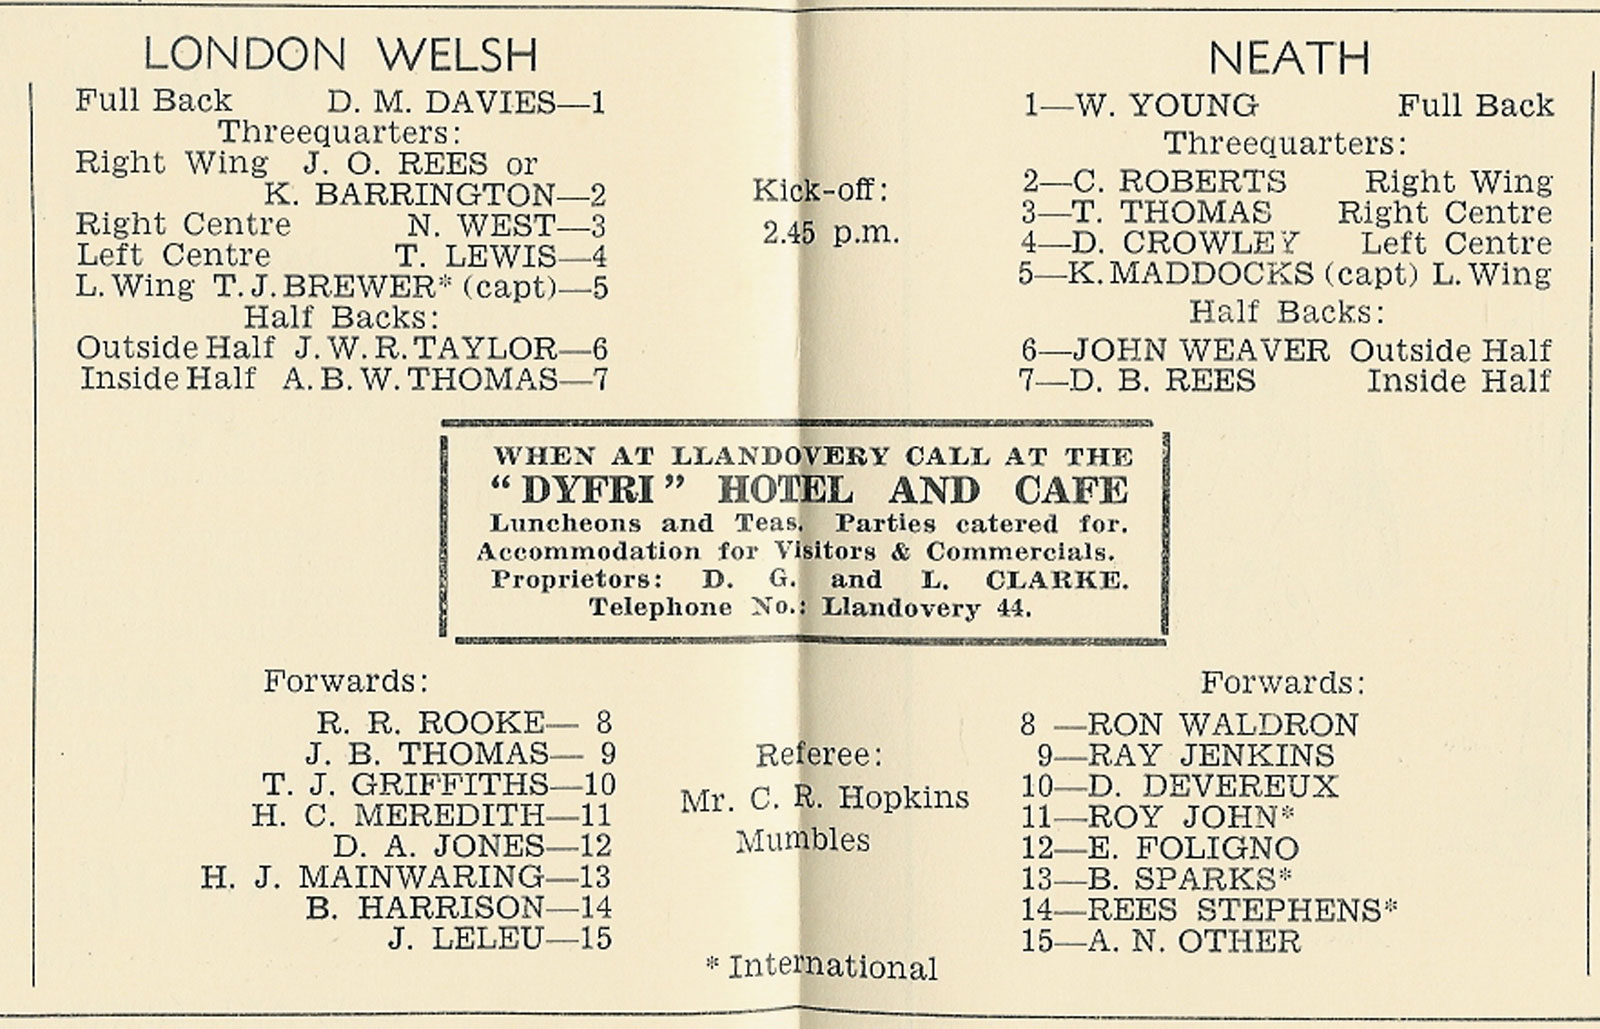 LONDON WELSH
Full Back D. M. DAVIES—1
Threequarters:
Right Wing J. O. REES or
K. BARRINGTON—2
Right Centre N. WEST—3
Left Centre T. LEWIS—4
L. Wing T. J. BREWER* (capt)—5
Half Backs:
Outside Half J. W. R. TAYLOR—6
Inside Half A. B. W. THOMAS—7
Kick-off:
2.45 p.m.
NEATH
1—W. YOUNG Full Back
Threequarters:
2—C. ROBERTS Right Wing
3—T. THOMAS Right Centre
4—D. CROWLEY Left Centre
5—K. MADDOCKS (capt) L. Wing
Half Backs:
6—JOHN WEAVER Outside Half
7—D. B. REES Inside Half
WHEN AT LLANDOVERY CALL AT THE
"DYFRI" HOTEL AND CAFE
Luncheons and Teas. Parties catered for.
Accommodation for Visitors & Commercials.
Proprietors: D. G. and L. CLARKE.
Telephone No.: Llandovery 44.
Forwards:
R. R. ROOKE— 8
J. B. THOMAS— 9
T. J. GRIFFITHS—10
H. C. MEREDITH—11
D. A. JONES—12
H. J. MAINWARING—13
B. HARRISON—14
J. LELEU—15
Referee:
Mr. C. R. Hopkins
Mumbles
* International
Forwards:
8 —RON WALDRON
9—RAY JENKINS
10—D. DEVEREUX
11—ROY JOHN*
12—E. FOLIGNO
13—B. SPARKS*
14—REES STEPHENS*
15—A. N. OTHER